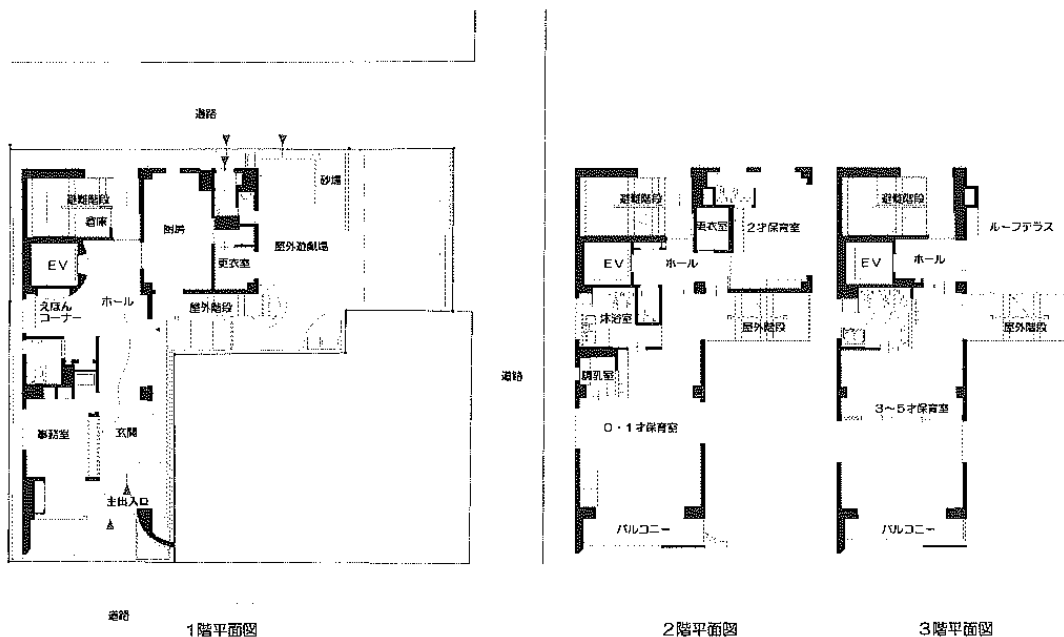 道路
避難階段
倉庫
厨房
砂場
屋外遊戯場
EV
更衣室
えほん
コーナー
ホール
屋外階段
事務室
玄関
主出入口
道路
道路
1階平面図
避難階段
更衣室
2才保育室
EV
ホール
沐浴室
屋外階段
調乳室
0・1才保育室
バルコニー
2階平面図
避難階段
ルーフテラス
EV
ホール
屋外階段
3〜5才保育室
バルコニー
3階平面図